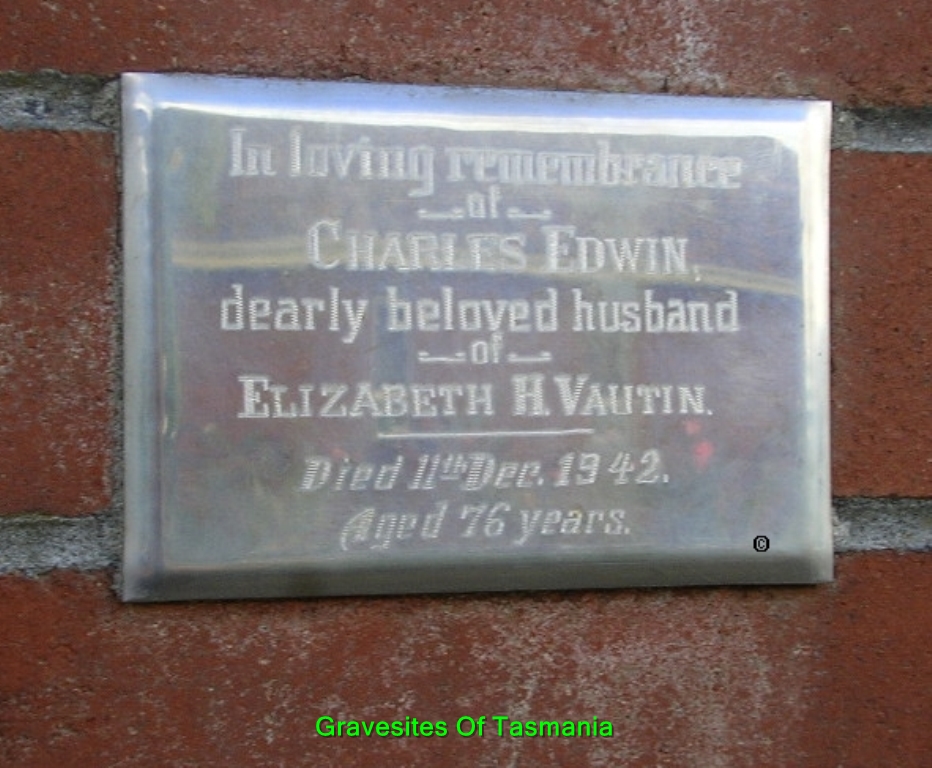 In loving remembrance
of
CHARLES EDWIN,
dearly beloved husband
of
ELIZABETH H. VAUTIN.
Died 11th Dec. 1942.
Aged 76 years.
©
Gravesites Of Tasmania